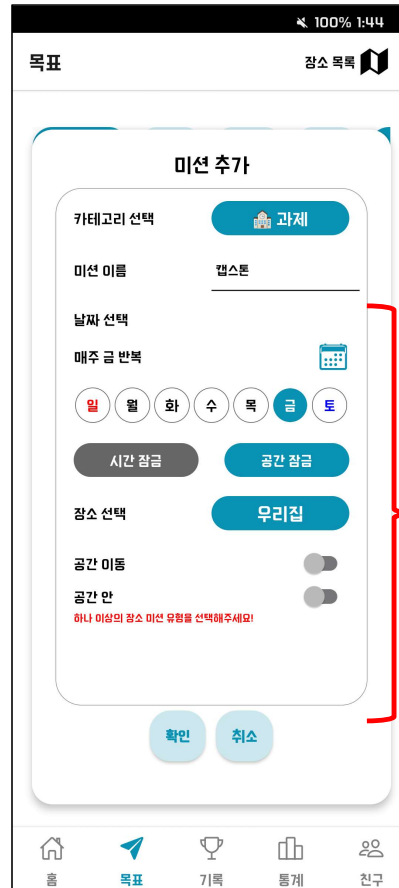 100% 1:44
목표
장소 목록
미션 추가
카테고리 선택
과제
미션 이름
캡스톤
날짜 선택
매주 금 반복
일 월 화 수 목 금 토
시간 잠금
공간 잠금
장소 선택
우리집
공간 이동
공간 안
하나 이상의 장소 미션 유형을 선택해주세요!
확인
취소
홈 목표 기록 통계 친구